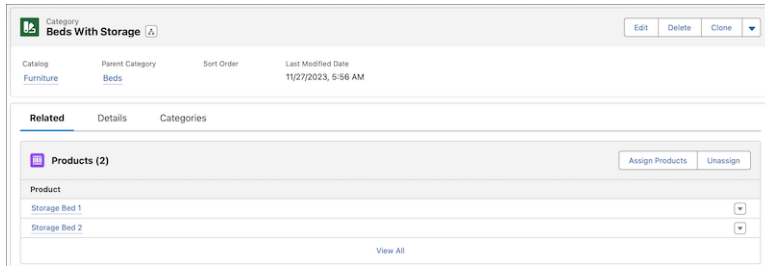 Category
Beds With Storage
Edit Delete Clone
Catalog Parent Category Sort Order Last Modified Date
Furniture Beds 11/27/2023, 5:56 AM
Related Details Categories
Products (2) Assign Products Unassign
Product
Storage Bed 1
Storage Bed 2
View All